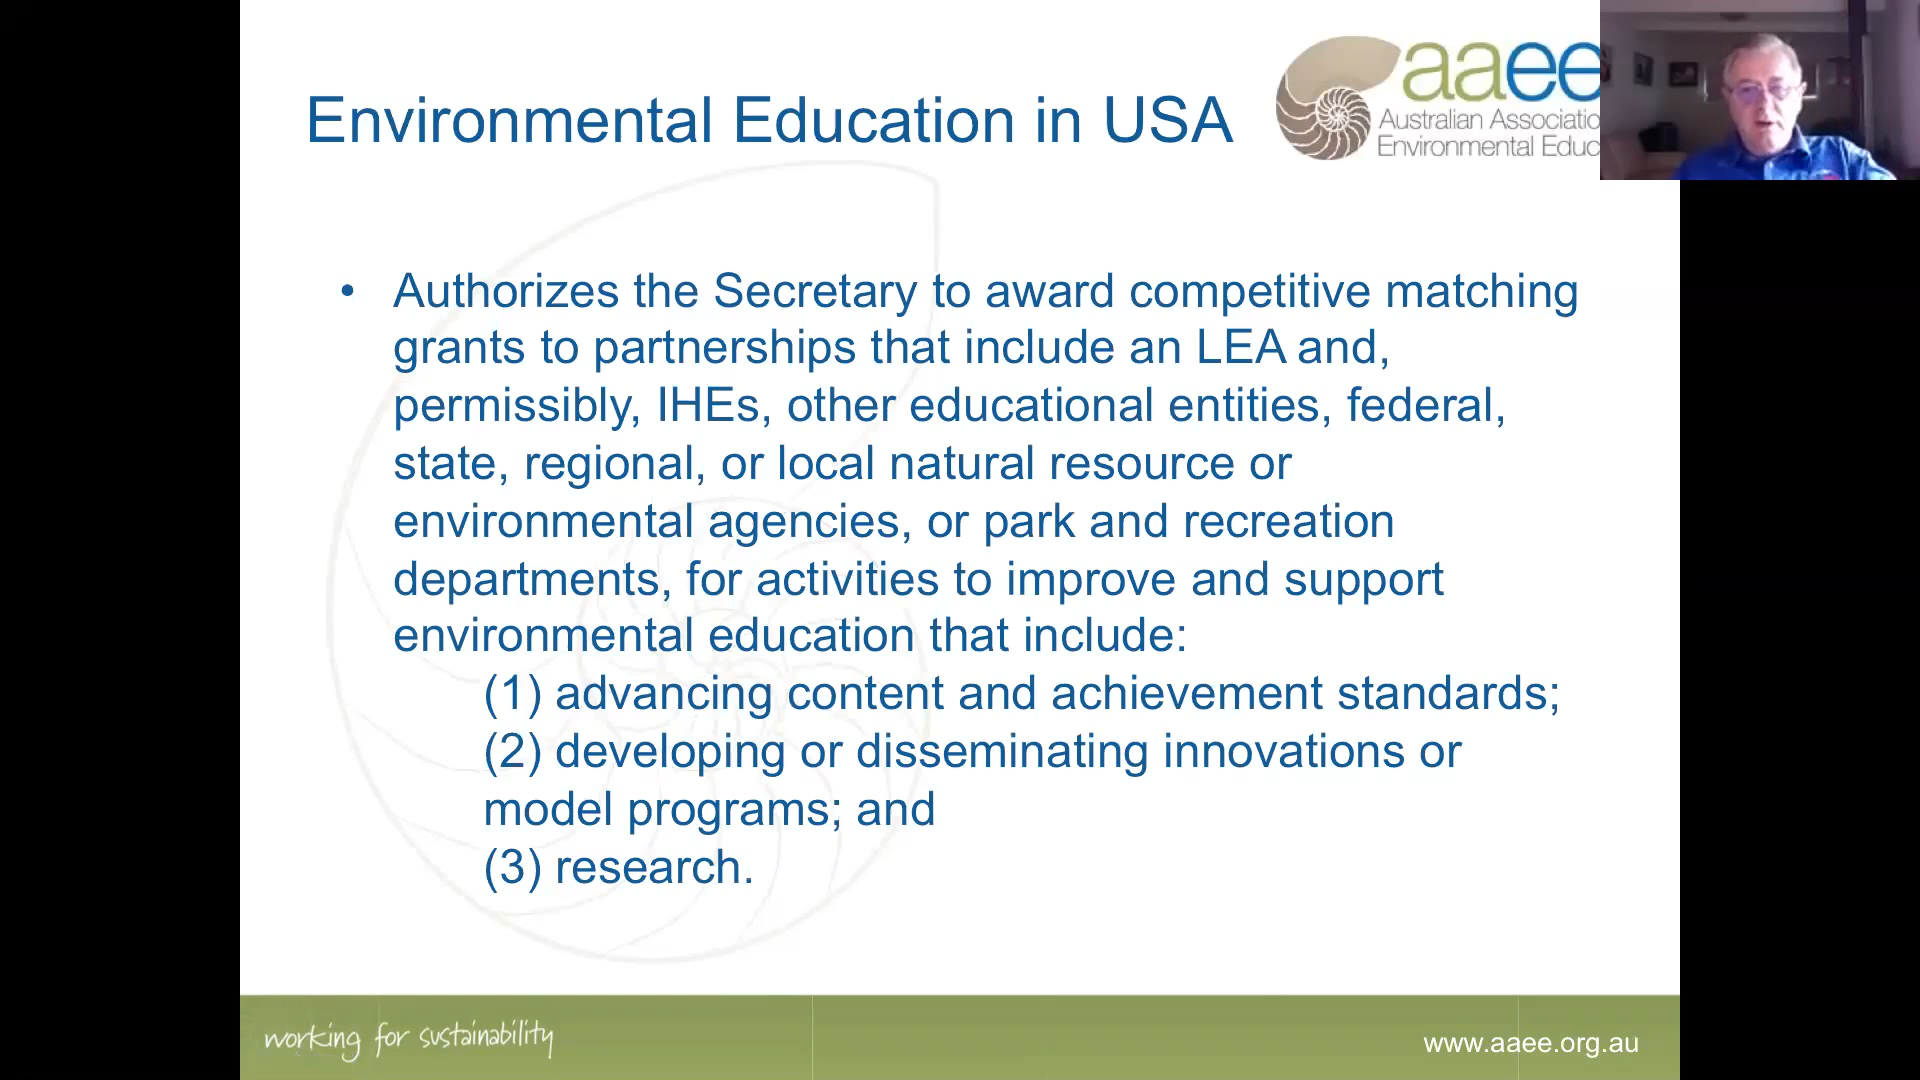 Environmental Education in USA
aaee
Australian Associatio
Environmental Educ
• Authorizes the Secretary to award competitive matching
grants to partnerships that include an LEA and,
permissibly, IHEs, other educational entities, federal,
state, regional, or local natural resource or
environmental agencies, or park and recreation
departments, for activities to improve and support
environmental education that include:
(1) advancing content and achievement standards;
(2) developing or disseminating innovations or
model programs; and
(3) research.
working for sustainability
www.aaee.org.au